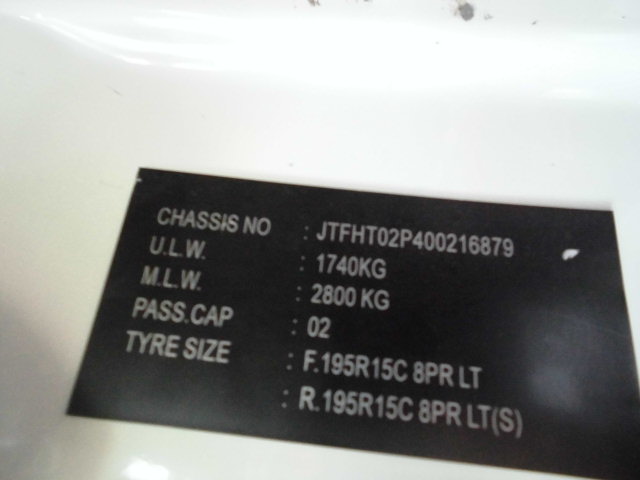 CHASSIS NO : JTFHT02P400216879
U.L.W. : 1740KG
M.L.W. : 2800 KG
PASS.CAP : 02
TYRE SIZE : F.195R15C 8PR LT
: R.195R15C 8PR LT(S)